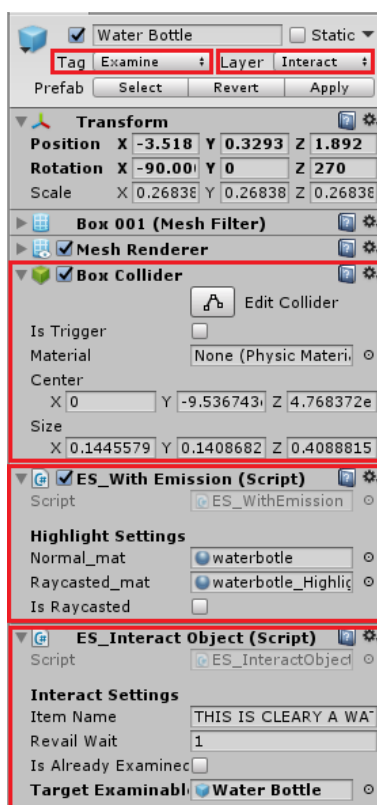 Water Bottle Static
Tag Examine Layer Interact
Prefab Select Revert Apply
Transform
Position X -3.518 Y 0.3293 Z 1.892
Rotation X -90.00 Y 0 Z 270
Scale X 0.26838 Y 0.26838 Z 0.26838
Box 001 (Mesh Filter)
Mesh Renderer
Box Collider
Edit Collider
Is Trigger
Material None (Physic Materi
Center
X 0 Y -9.536743 Z 4.768372e
Size
X 0.1445579 Y 0.1408682 Z 0.4088815
ES_With Emission (Script)
Script ES_WithEmission
Highlight Settings
Normal_mat waterbotle
Raycasted_mat waterbotle_Highlig
Is Raycasted
ES_Interact Object (Script)
Script ES_InteractObject
Interact Settings
Item Name THIS IS CLEARY A WAT
Revail Wait 1
Is Already Examined
Target Examinabl Water Bottle